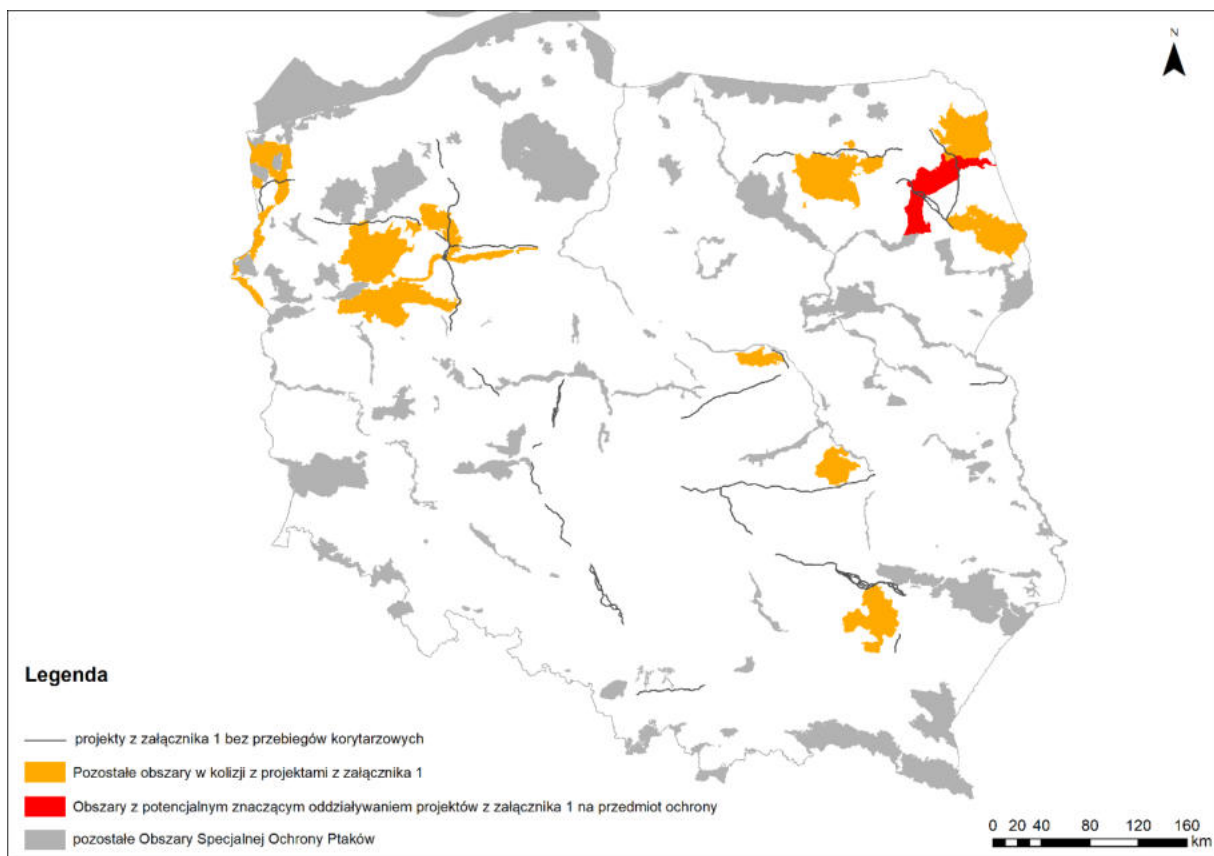 N
Legenda
projekty z załącznika 1 bez przebiegów korytarzowych
Pozostałe obszary w kolizji z projektami z załącznika 1
Obszary z potencjalnym znaczącym oddziaływaniem projektów z załącznika 1 na przedmiot ochrony
pozostałe Obszary Specjalnej Ochrony Ptaków
0 20 40 80 120 160
km